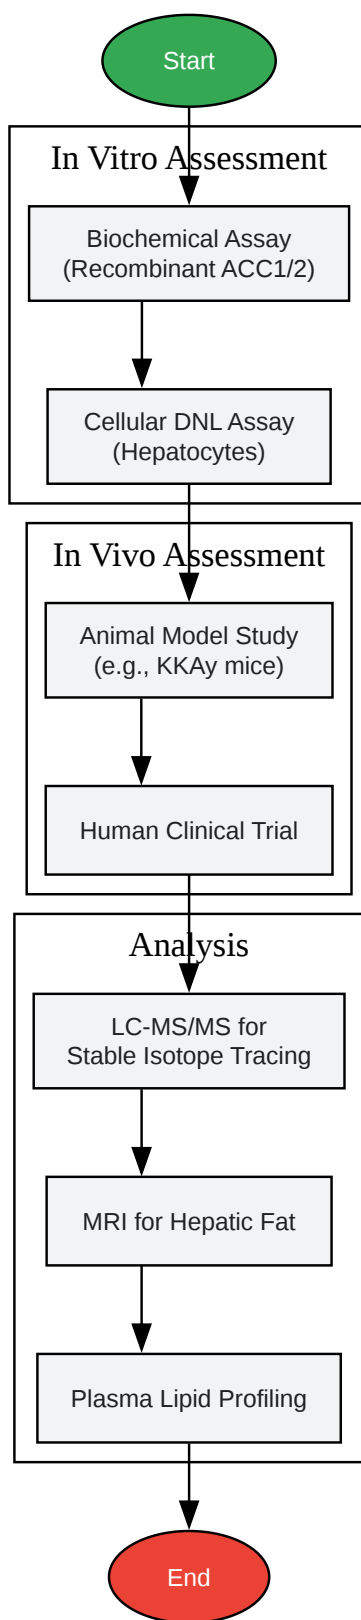 Start
In Vitro Assessment
Biochemical Assay
(Recombinant ACC1/2)
Cellular DNL Assay
(Hepatocytes)
In Vivo Assessment
Animal Model Study
(e.g., KKAy mice)
Human Clinical Trial
Analysis
LC-MS/MS for
Stable Isotope Tracing
MRI for Hepatic Fat
Plasma Lipid Profiling
End